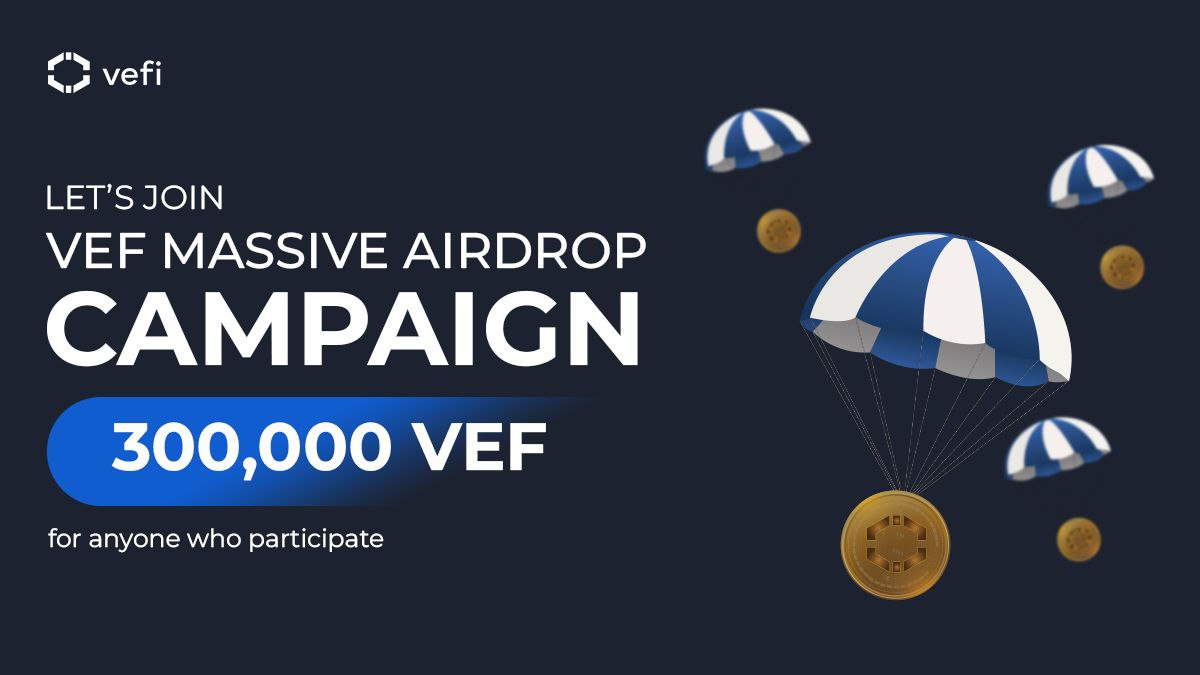 vefi
LET'S JOIN
VEF MASSIVE AIRDROP
CAMPAIGN
300,000 VEF
for anyone who participate